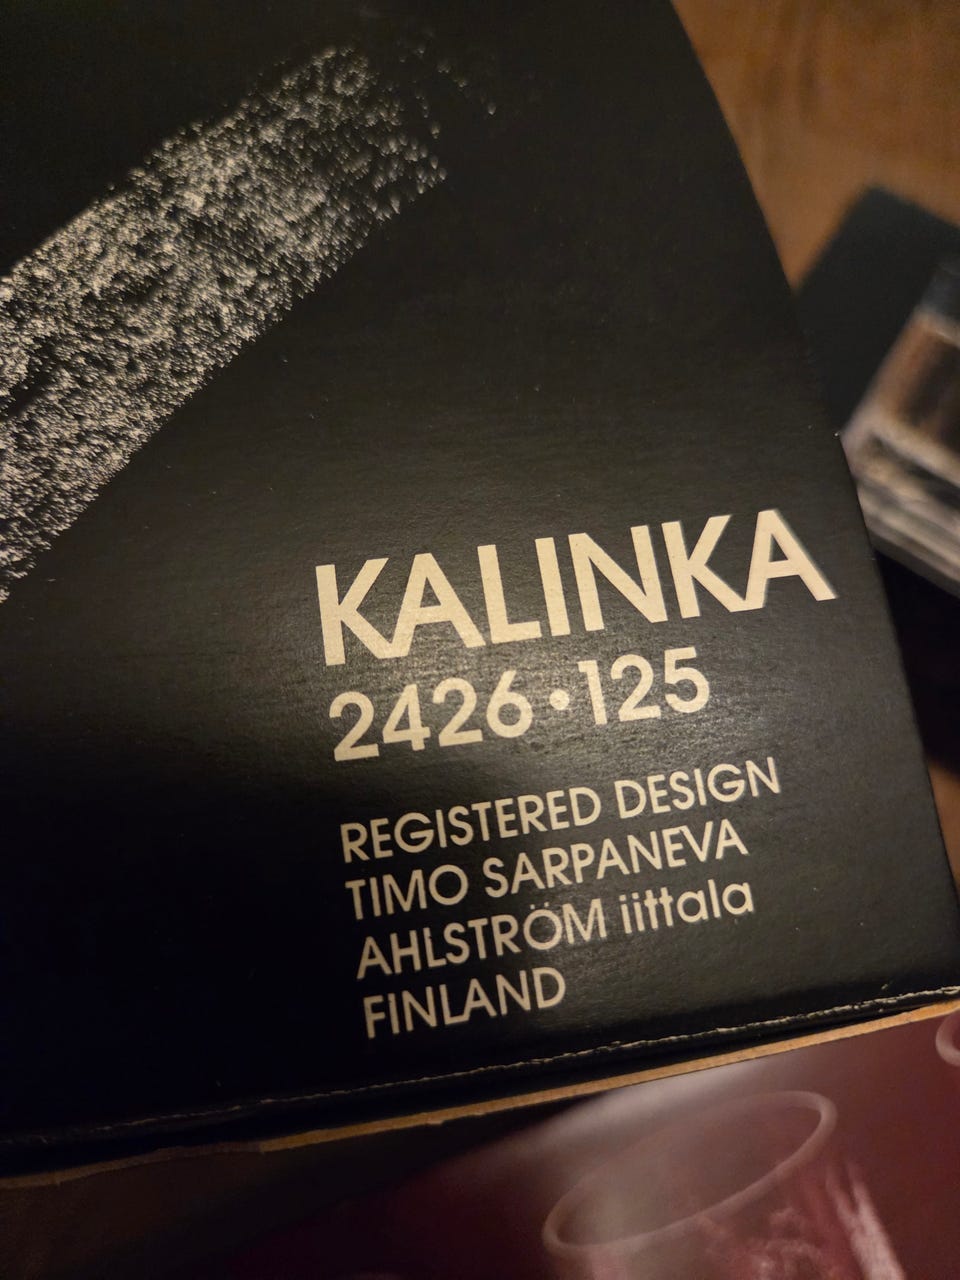 KALINKA
2426•125
REGISTERED DESIGN
TIMO SARPANEVA
AHLSTRÖM iittala
FINLAND